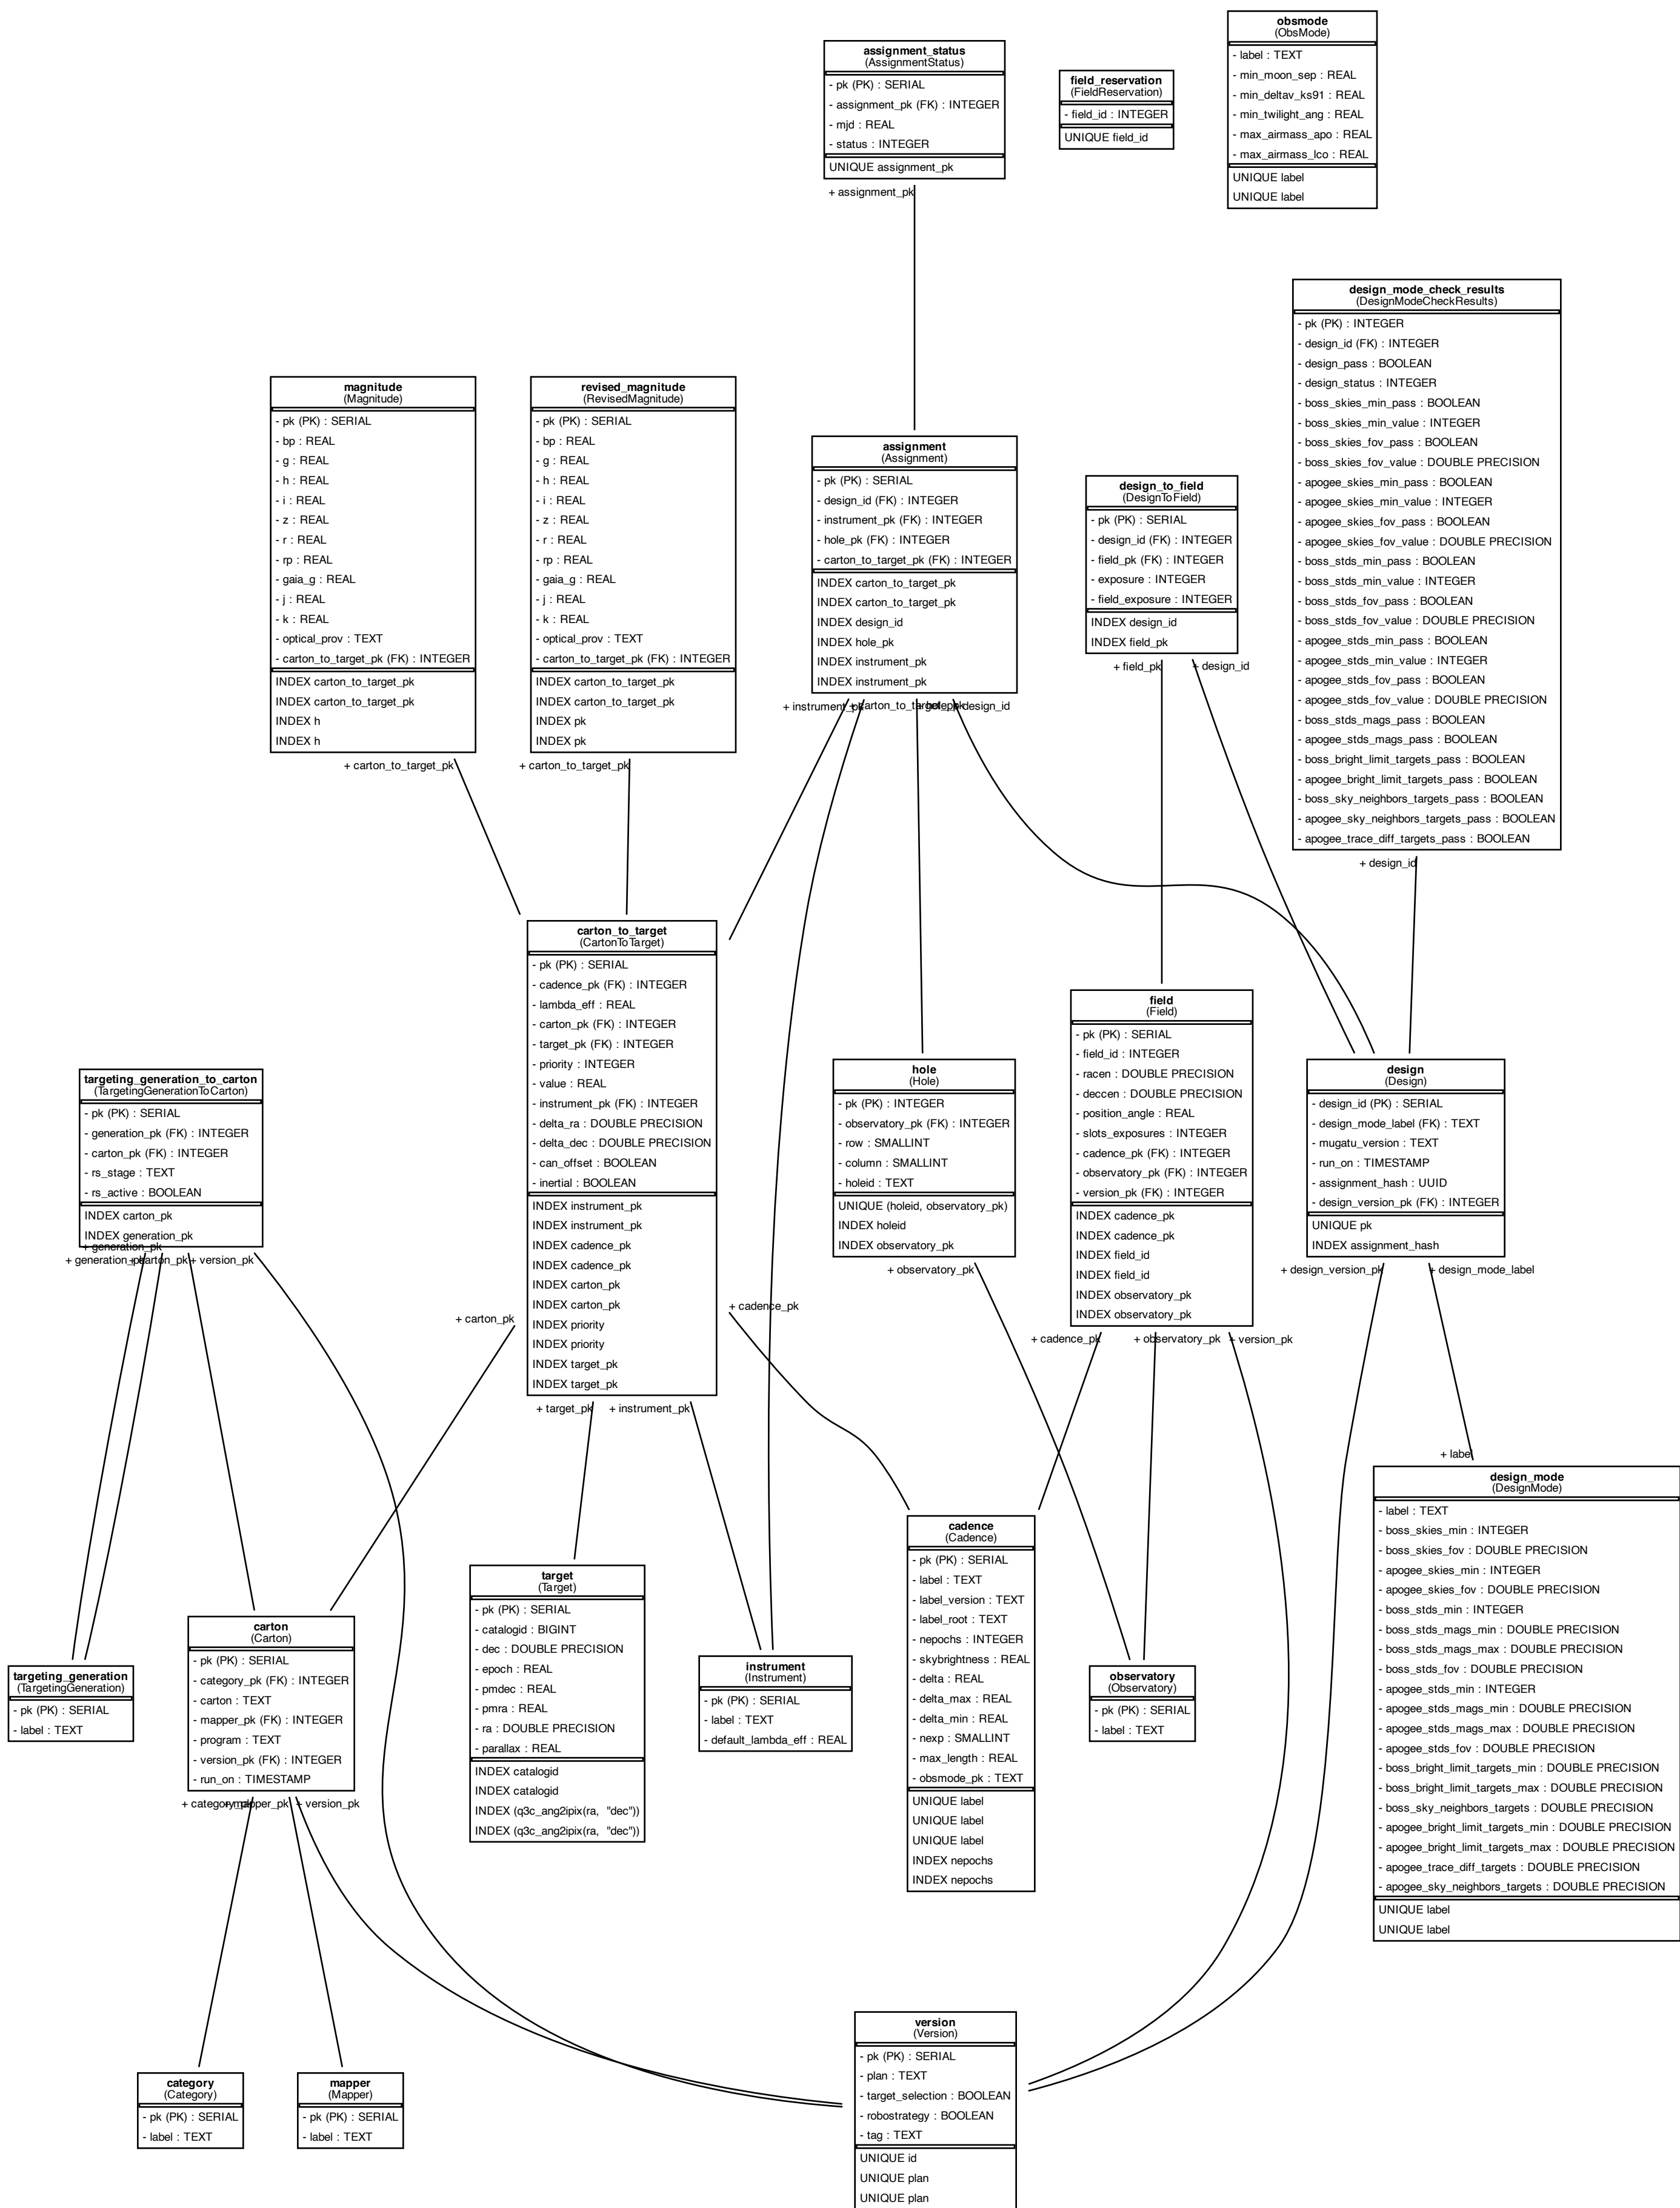 obsmode
(ObsMode)
- label : TEXT
- min_moon_sep : REAL
- min_deltav_ks91 : REAL
- min_twilight_ang : REAL
- max_airmass_apo : REAL
- max_airmass_lco : REAL
UNIQUE label
UNIQUE label
assignment_status
(AssignmentStatus)
- pk (PK) : SERIAL
- assignment_pk (FK) : INTEGER
- mjd : REAL
- status : INTEGER
UNIQUE assignment_pk
+ assignment_pk
field_reservation
(FieldReservation)
- field_id : INTEGER
UNIQUE field_id
design_mode_check_results
(DesignModeCheckResults)
- pk (PK) : INTEGER
- design_id (FK) : INTEGER
- design_pass : BOOLEAN
- design_status : INTEGER
- boss_skies_min_pass : BOOLEAN
- boss_skies_min_value : INTEGER
- boss_skies_fov_pass : BOOLEAN
- boss_skies_fov_value : DOUBLE PRECISION
- apogee_skies_min_pass : BOOLEAN
- apogee_skies_min_value : INTEGER
- apogee_skies_fov_pass : BOOLEAN
- apogee_skies_fov_value : DOUBLE PRECISION
- boss_stds_min_pass : BOOLEAN
- boss_stds_min_value : INTEGER
- boss_stds_fov_pass : BOOLEAN
- boss_stds_fov_value : DOUBLE PRECISION
- apogee_stds_min_pass : BOOLEAN
- apogee_stds_min_value : INTEGER
- apogee_stds_fov_pass : BOOLEAN
- apogee_stds_fov_value : DOUBLE PRECISION
- boss_stds_mags_pass : BOOLEAN
- apogee_stds_mags_pass : BOOLEAN
- boss_bright_limit_targets_pass : BOOLEAN
- apogee_bright_limit_targets_pass : BOOLEAN
- boss_sky_neighbors_targets_pass : BOOLEAN
- apogee_sky_neighbors_targets_pass : BOOLEAN
- apogee_trace_diff_targets_pass : BOOLEAN
+ design_id
magnitude
(Magnitude)
- pk (PK) : SERIAL
- bp : REAL
- g : REAL
- h : REAL
- i : REAL
- z : REAL
- r : REAL
- rp : REAL
- gaia_g : REAL
- j : REAL
- k : REAL
- optical_prov : TEXT
- carton_to_target_pk (FK) : INTEGER
INDEX carton_to_target_pk
INDEX carton_to_target_pk
INDEX h
INDEX h
+ carton_to_target_pk
revised_magnitude
(RevisedMagnitude)
- pk (PK) : SERIAL
- bp : REAL
- g : REAL
- h : REAL
- i : REAL
- z : REAL
- r : REAL
- rp : REAL
- gaia_g : REAL
- j : REAL
- k : REAL
- optical_prov : TEXT
- carton_to_target_pk (FK) : INTEGER
INDEX carton_to_target_pk
INDEX carton_to_target_pk
INDEX pk
INDEX pk
+ carton_to_target_pk
assignment
(Assignment)
- pk (PK) : SERIAL
- design_id (FK) : INTEGER
- instrument_pk (FK) : INTEGER
- hole_pk (FK) : INTEGER
- carton_to_target_pk (FK) : INTEGER
INDEX carton_to_target_pk
INDEX carton_to_target_pk
INDEX design_id
INDEX hole_pk
INDEX instrument_pk
INDEX instrument_pk
+ instrument_pk
+ carton_to_target_pk
+ hole_pk
+ design_id
design_to_field
(DesignToField)
- pk (PK) : SERIAL
- design_id (FK) : INTEGER
- field_pk (FK) : INTEGER
- exposure : INTEGER
- field_exposure : INTEGER
INDEX design_id
INDEX field_pk
+ field_pk
+ design_id
carton_to_target
(CartonToTarget)
- pk (PK) : SERIAL
- cadence_pk (FK) : INTEGER
- lambda_eff : REAL
- carton_pk (FK) : INTEGER
- target_pk (FK) : INTEGER
- priority : INTEGER
- value : REAL
- instrument_pk (FK) : INTEGER
- delta_ra : DOUBLE PRECISION
- delta_dec : DOUBLE PRECISION
- can_offset : BOOLEAN
- inertial : BOOLEAN
INDEX instrument_pk
INDEX instrument_pk
INDEX cadence_pk
INDEX cadence_pk
INDEX carton_pk
INDEX carton_pk
INDEX priority
INDEX priority
INDEX target_pk
INDEX target_pk
+ carton_pk
+ cadence_pk
+ target_pk
+ instrument_pk
targeting_generation_to_carton
(TargetingGenerationToCarton)
- pk (PK) : SERIAL
- generation_pk (FK) : INTEGER
- carton_pk (FK) : INTEGER
- rs_stage : TEXT
- rs_active : BOOLEAN
INDEX carton_pk
INDEX generation_pk
+ generation_pk
+ generation_pk
+ carton_pk
+ version_pk
hole
(Hole)
- pk (PK) : INTEGER
- observatory_pk (FK) : INTEGER
- row : SMALLINT
- column : SMALLINT
- holeid : TEXT
UNIQUE (holeid, observatory_pk)
INDEX holeid
INDEX observatory_pk
+ observatory_pk
field
(Field)
- pk (PK) : SERIAL
- field_id : INTEGER
- racen : DOUBLE PRECISION
- deccen : DOUBLE PRECISION
- position_angle : REAL
- slots_exposures : INTEGER
- cadence_pk (FK) : INTEGER
- observatory_pk (FK) : INTEGER
- version_pk (FK) : INTEGER
INDEX cadence_pk
INDEX cadence_pk
INDEX field_id
INDEX field_id
INDEX observatory_pk
INDEX observatory_pk
+ cadence_pk
+ observatory_pk
+ version_pk
design
(Design)
- design_id (PK) : SERIAL
- design_mode_label (FK) : TEXT
- mugatu_version : TEXT
- run_on : TIMESTAMP
- assignment_hash : UUID
- design_version_pk (FK) : INTEGER
UNIQUE pk
INDEX assignment_hash
+ design_version_pk
+ design_mode_label
+ label
design_mode
(DesignMode)
- label : TEXT
- boss_skies_min : INTEGER
- boss_skies_fov : DOUBLE PRECISION
- apogee_skies_min : INTEGER
- apogee_skies_fov : DOUBLE PRECISION
- boss_stds_min : INTEGER
- boss_stds_mags_min : DOUBLE PRECISION
- boss_stds_mags_max : DOUBLE PRECISION
- boss_stds_fov : DOUBLE PRECISION
- apogee_stds_min : INTEGER
- apogee_stds_mags_min : DOUBLE PRECISION
- apogee_stds_mags_max : DOUBLE PRECISION
- apogee_stds_fov : DOUBLE PRECISION
- boss_bright_limit_targets_min : DOUBLE PRECISION
- boss_bright_limit_targets_max : DOUBLE PRECISION
- boss_sky_neighbors_targets : DOUBLE PRECISION
- apogee_bright_limit_targets_min : DOUBLE PRECISION
- apogee_bright_limit_targets_max : DOUBLE PRECISION
- apogee_trace_diff_targets : DOUBLE PRECISION
- apogee_sky_neighbors_targets : DOUBLE PRECISION
UNIQUE label
UNIQUE label
cadence
(Cadence)
- pk (PK) : SERIAL
- label : TEXT
- label_version : TEXT
- label_root : TEXT
- nepochs : INTEGER
- skybrightness : REAL
- delta : REAL
- delta_max : REAL
- delta_min : REAL
- nexp : SMALLINT
- max_length : REAL
- obsmode_pk : TEXT
UNIQUE label
UNIQUE label
UNIQUE label
INDEX nepochs
INDEX nepochs
target
(Target)
- pk (PK) : SERIAL
- catalogid : BIGINT
- dec : DOUBLE PRECISION
- epoch : REAL
- pmdec : REAL
- pmra : REAL
- ra : DOUBLE PRECISION
- parallax : REAL
INDEX catalogid
INDEX catalogid
INDEX (q3c_ang2ipix(ra, "dec"))
INDEX (q3c_ang2ipix(ra, "dec"))
carton
(Carton)
- pk (PK) : SERIAL
- category_pk (FK) : INTEGER
- carton : TEXT
- mapper_pk (FK) : INTEGER
- program : TEXT
- version_pk (FK) : INTEGER
- run_on : TIMESTAMP
+ category_pk
+ mapper_pk
+ version_pk
targeting_generation
(TargetingGeneration)
- pk (PK) : SERIAL
- label : TEXT
instrument
(Instrument)
- pk (PK) : SERIAL
- label : TEXT
- default_lambda_eff : REAL
observatory
(Observatory)
- pk (PK) : SERIAL
- label : TEXT
version
(Version)
- pk (PK) : SERIAL
- plan : TEXT
- target_selection : BOOLEAN
- robostrategy : BOOLEAN
- tag : TEXT
UNIQUE id
UNIQUE plan
UNIQUE plan
category
(Category)
- pk (PK) : SERIAL
- label : TEXT
mapper
(Mapper)
- pk (PK) : SERIAL
- label : TEXT